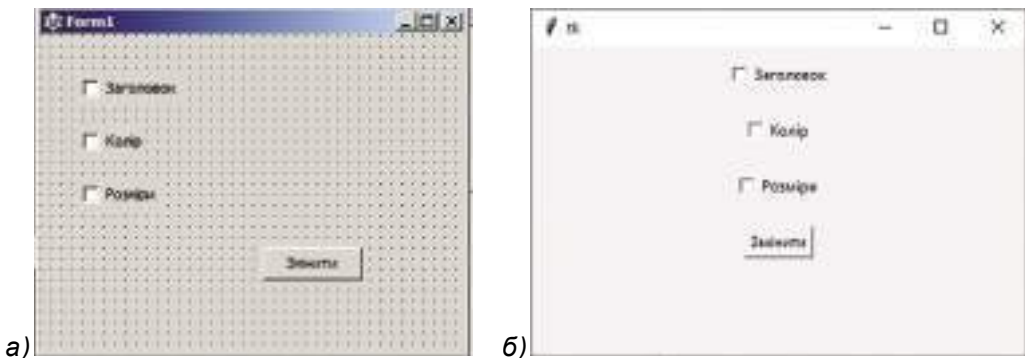 Form1
Заголовок
Колір
Розміри
Змінити
а)
tk
Заголовок
Колір
Розміри
Змінити
б)